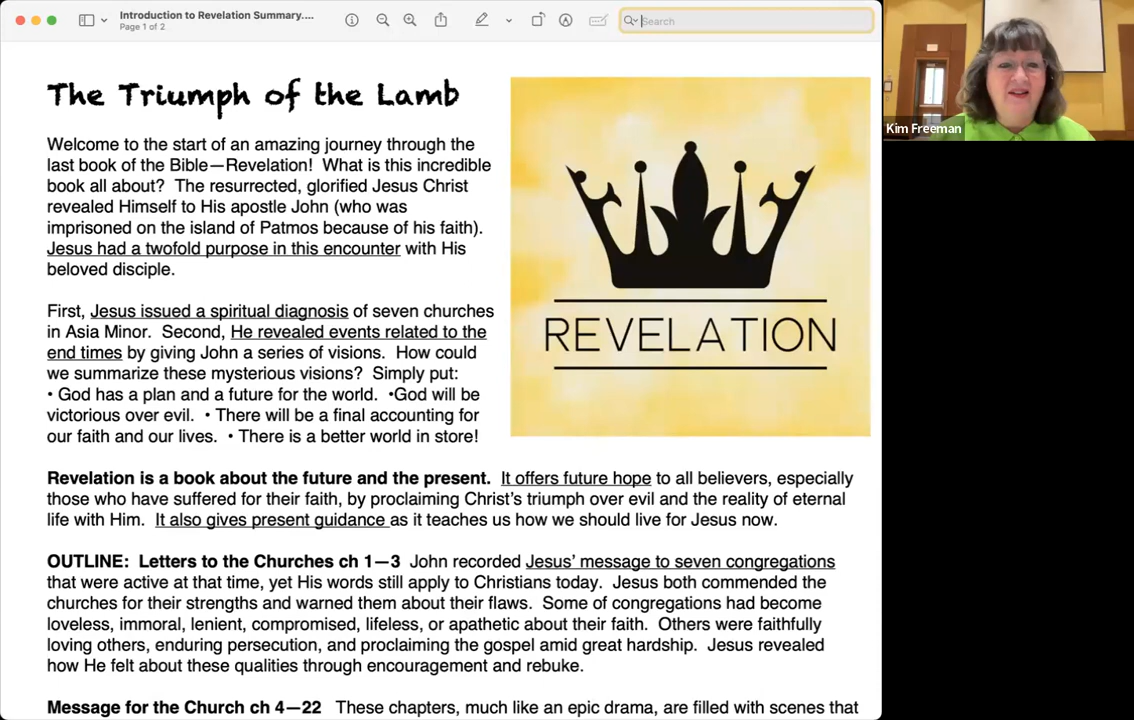 Introduction to Revelation Summary....
Page 1 of 2
Search
Kim Freeman
The Triumph of the Lamb
Welcome to the start of an amazing journey through the
last book of the Bible—Revelation!  What is this incredible
book all about?  The resurrected, glorified Jesus Christ
revealed Himself to His apostle John (who was
imprisoned on the island of Patmos because of his faith).
Jesus had a twofold purpose in this encounter with His
beloved disciple.
First, Jesus issued a spiritual diagnosis of seven churches
in Asia Minor.  Second, He revealed events related to the
end times by giving John a series of visions.  How could
we summarize these mysterious visions?  Simply put:
• God has a plan and a future for the world.  •God will be
victorious over evil.  • There will be a final accounting for
our faith and our lives.  • There is a better world in store!
REVELATION
Revelation is a book about the future and the present.  It offers future hope to all believers, especially
those who have suffered for their faith, by proclaiming Christ's triumph over evil and the reality of eternal
life with Him.  It also gives present guidance as it teaches us how we should live for Jesus now.
OUTLINE:  Letters to the Churches ch 1—3  John recorded Jesus' message to seven congregations
that were active at that time, yet His words still apply to Christians today.  Jesus both commended the
churches for their strengths and warned them about their flaws.  Some of congregations had become
loveless, immoral, lenient, compromised, lifeless, or apathetic about their faith.  Others were faithfully
loving others, enduring persecution, and proclaiming the gospel amid great hardship.  Jesus revealed
how He felt about these qualities through encouragement and rebuke.
Message for the Church ch 4—22  These chapters, much like an epic drama, are filled with scenes that